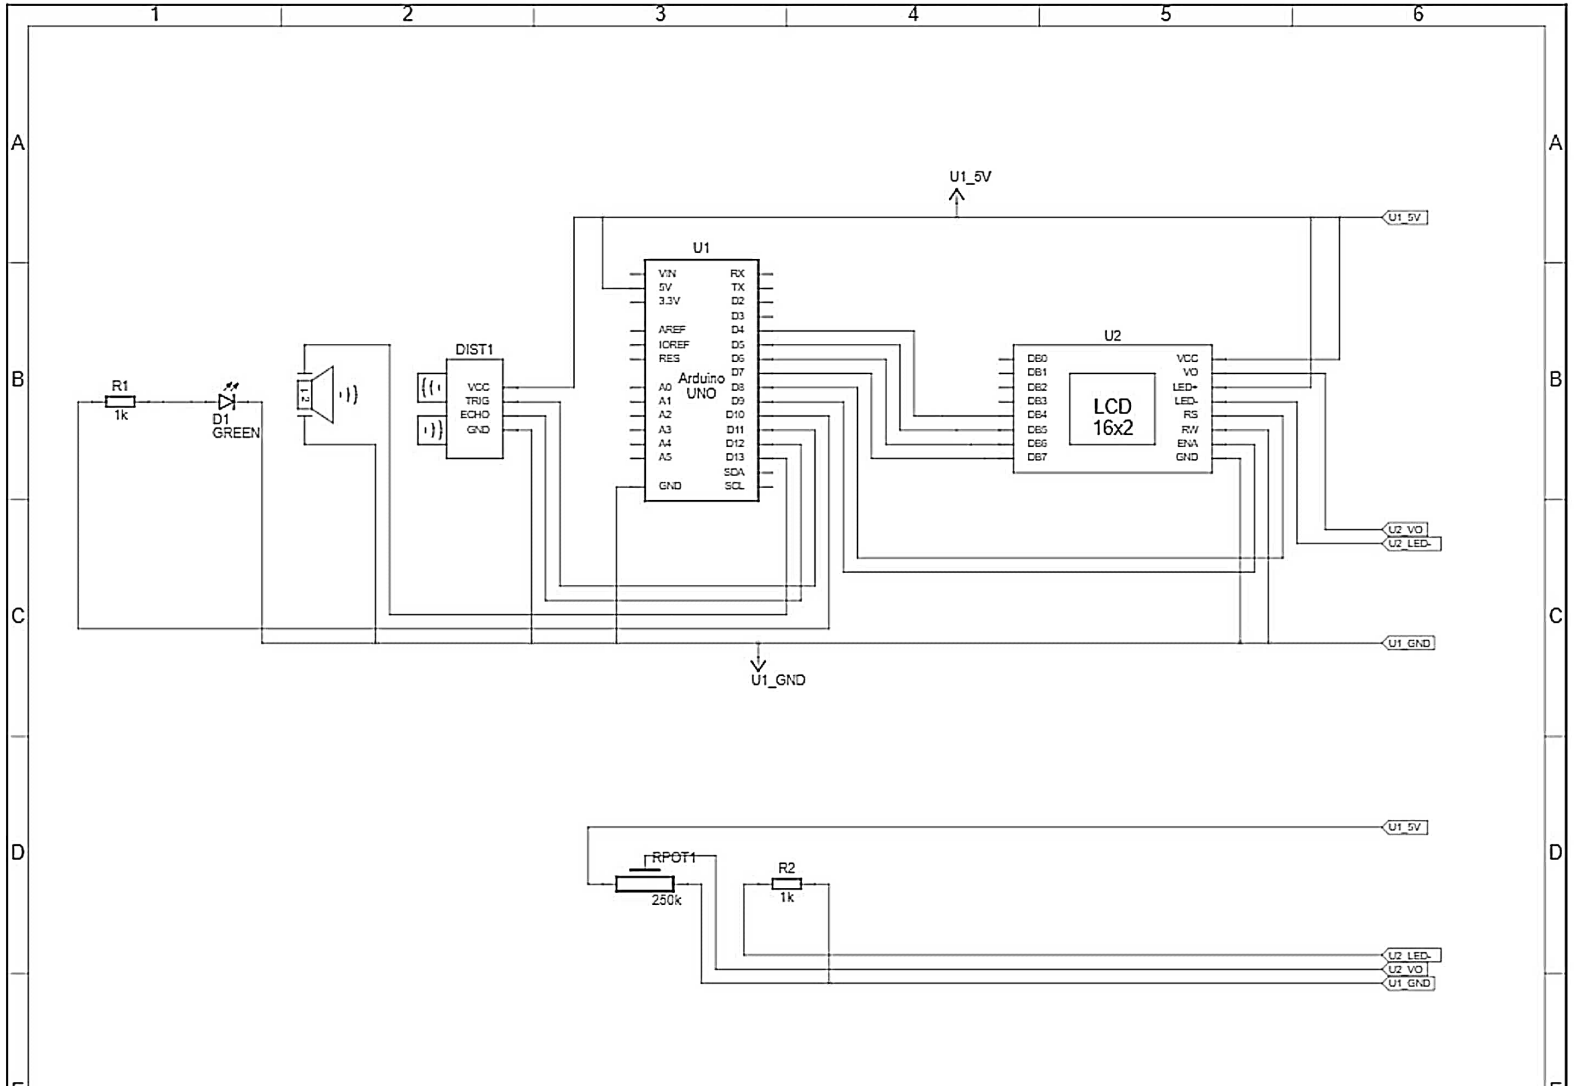 1 2 3 4 5 6
A A
U1_5V
U1_5V
U1
VIN RX
5V TX
3.3V D2
D3
AREF D4
IOREF D5
RES D6
D7
A0 D8
A1 D9
A2 D10
A3 D11
A4 D12
A5 D13
SDA
GND SCL
Arduino
UNO
U2
DB0 VCC
DB1 VO
DB2 LED+
DB3 LED-
DB4 RS
DB5 RW
DB6 ENA
DB7 GND
LCD
16x2
DIST1
VCC
TRIG
ECHO
GND
B B
R1
1k
D1
GREEN
1 2
U2_VO
U2_LED-
C C
U1_GND
U1_GND
U1_5V
D D
RPOT1
250k
R2
1k
U2_LED-
U2_VO
U1_GND